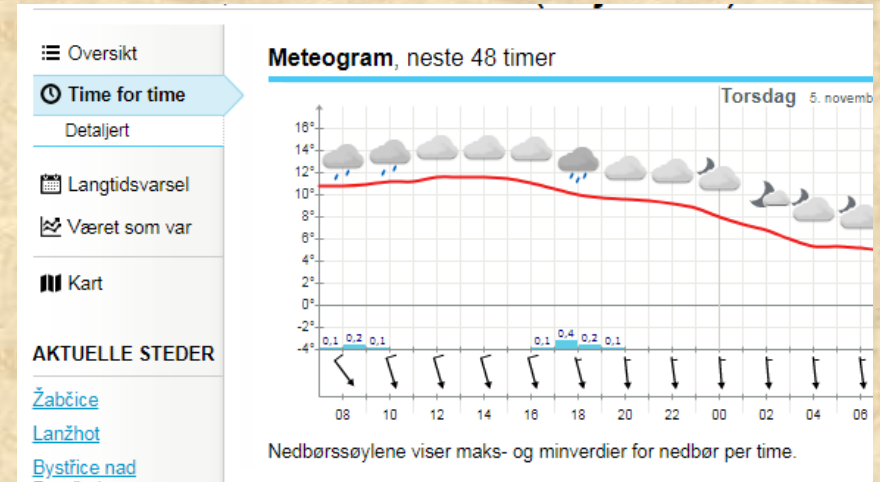 Oversikt
Time for time
Detaljert
Langtidsvarsel
Været som var
Kart
AKTUELLE STEDER
Žabčice
Lanžhot
Bystřice nad
Meteogram, neste 48 timer
Torsdag 5. novemb
16°
14°
12°
10°
8°
6°
4°
2°
0°
-2°
-4°
0,1 0,2 0,1 0,1 0,4 0,2 0,1
08 10 12 14 16 18 20 22 00 02 04 06
Nedbørssøylene viser maks- og minverdier for nedbør per time.